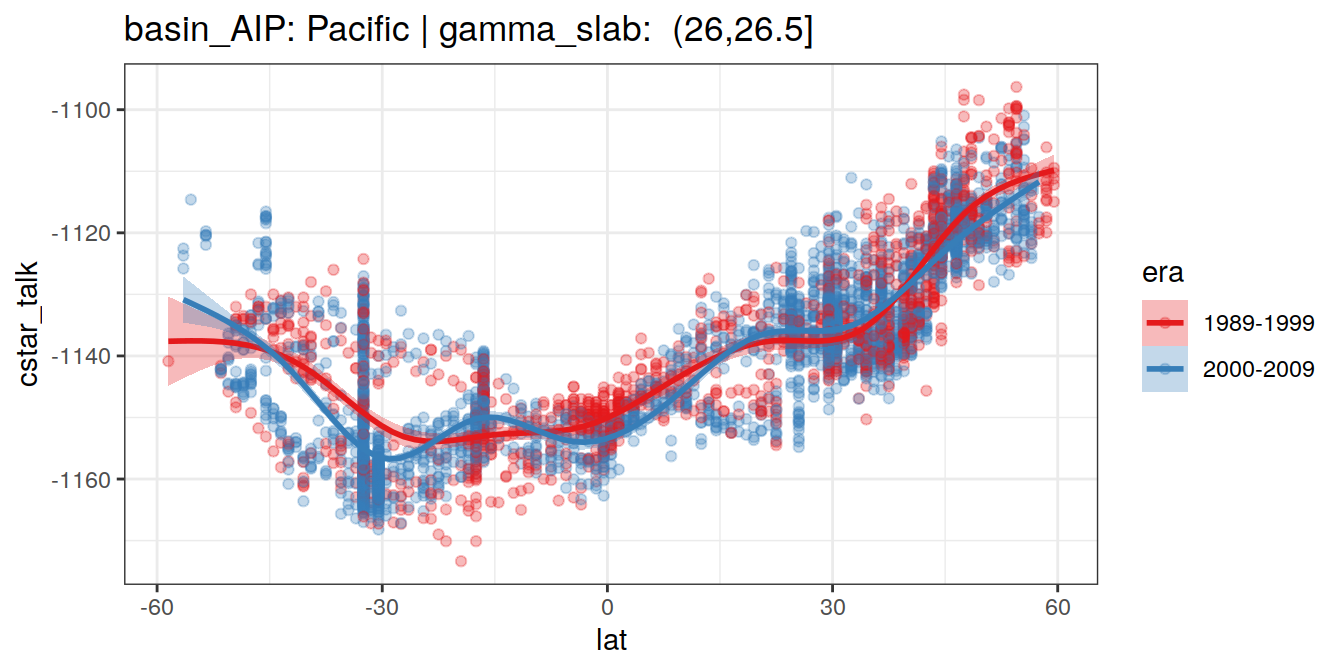 basin_AIP: Pacific | gamma_slab:  (26,26.5]
cstar_talk
-1100
-1120
-1140
-1160
-60
-30
0
30
60
lat
era
1989-1999
2000-2009